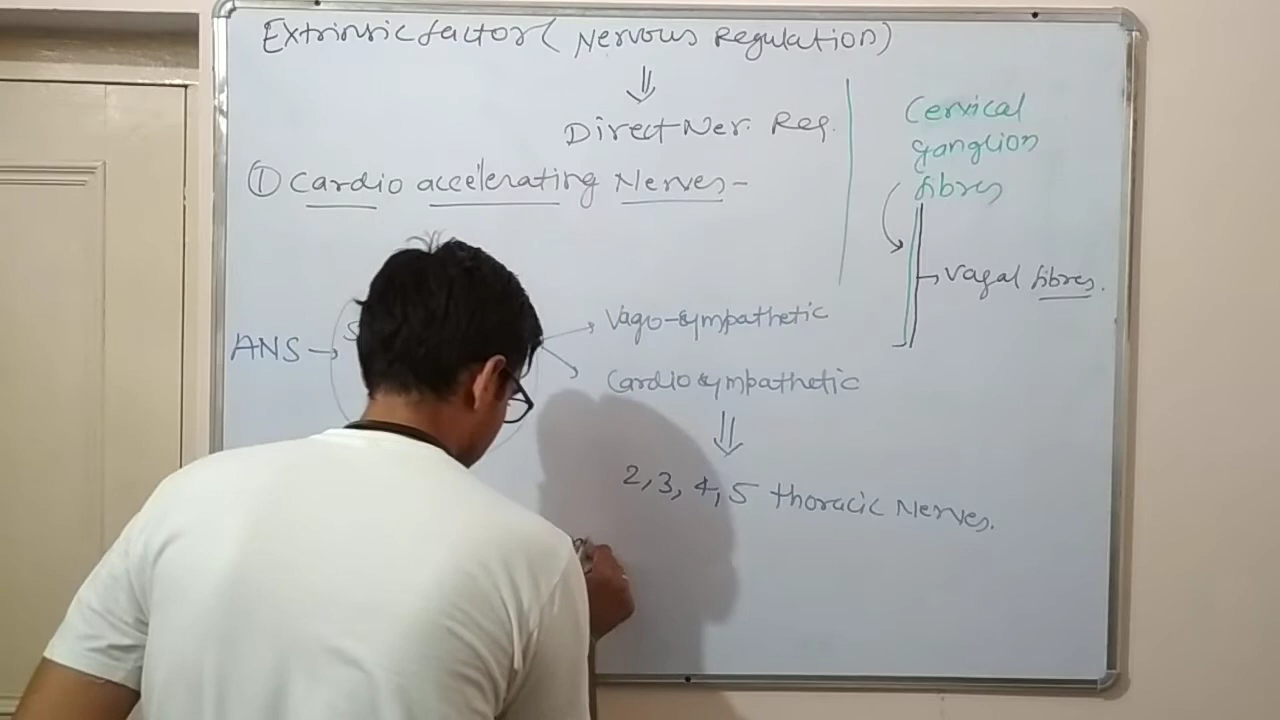 Extrinsic factor ( Nervous Regulation)
⇓
Direct Ner. Reg.
① Cardio accelerating Nerves -
Cervical
ganglion
fibres
Vagal fibres.
ANS →
Vago-sympathetic
Cardio sympathetic
⇓
2,3, 4,5 thoracic Nerves.